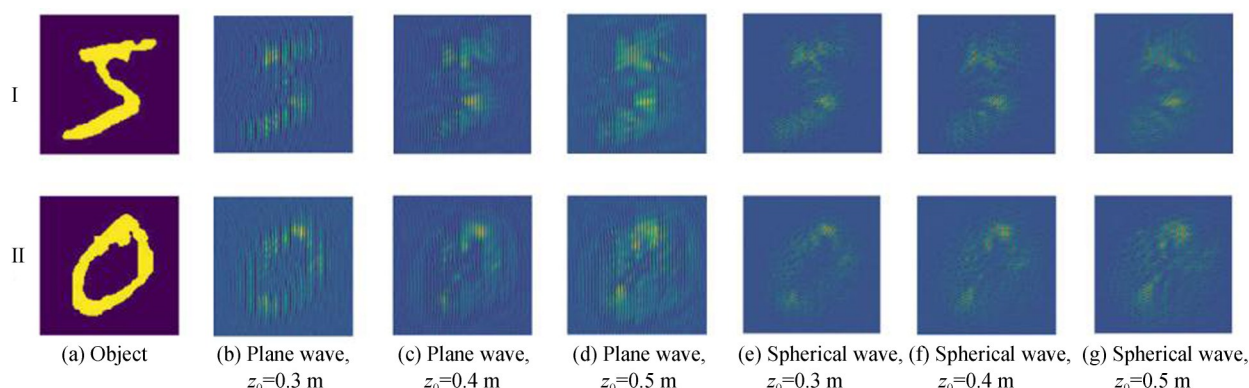 I
II
(a) Object (b) Plane wave, (c) Plane wave, (d) Plane wave, (e) Spherical wave, (f) Spherical wave, (g) Spherical wave,
z₀=0.3 m z₀=0.4 m z₀=0.5 m z₀=0.3 m z₀=0.4 m z₀=0.5 m